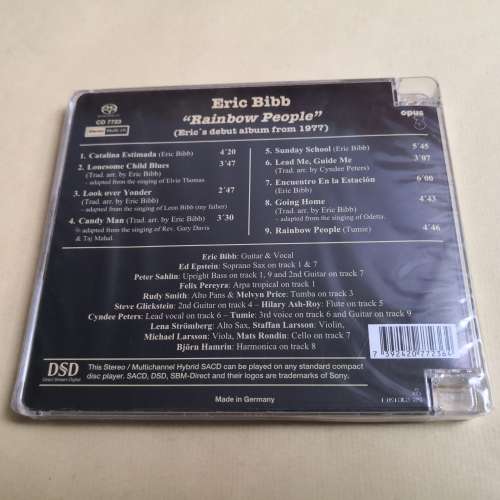 CD 7723
Stereo Multi ch
Eric Bibb
"Rainbow People"
(Eric's debut album from 1977)
opus
3
1. Catalina Estimada (Eric Bibb) 4'20
2. Lonesome Child Blues 3'47
(Trad. arr. by Eric Bibb)
- adapted from the singing of Elvie Thomas
3. Look over Yonder 2'47
(Trad. arr. by Eric Bibb)
- adapted from the singing of Leon Bibb (my father)
4. Candy Man (Trad. arr. by Eric Bibb) 3'30
- adapted from the singing of Rev. Gary Davis
& Taj Mahal
5. Sunday School (Eric Bibb) 5'45
6. Lead Me, Guide Me 3'07
(Trad. arr. by Cyndee Peters)
7. Encuentro En la Estación 6'00
(Eric Bibb)
8. Going Home 4'43
(Trad. arr. by Eric Bibb)
- adapted from the singing of Odetta
9. Rainbow People (Tumie) 4'46
Eric Bibb: Guitar & Vocal
Ed Epstein: Soprano Sax on track 1 & 7
Peter Sahlin: Upright Bass on track 1, 9 and 2nd Guitar on track 7
Felix Pereyra: Arpa tropical on track 1
Rudy Smith: Alto Pans & Melvyn Price: Tumba on track 3
Steve Glickstein: 2nd Guitar on track 4 – Hilary Ash-Roy: Flute on track 5
Cyndee Peters: Lead vocal on track 6 – Tumie: 3rd voice on track 6 and Guitar on track 9
Lena Strömberg: Alto Sax, Staffan Larsson: Violin,
Michael Larsson: Viola, Mats Rondin: Cello on track 7
Björn Hamrin: Harmonica on track 8
DSD
Direct Stream Digital
This Stereo / Multichannel Hybrid SACD can be played on any standard compact
disc player. SACD, DSD, SBM-Direct and their logos are trademarks of Sony.
Made in Germany